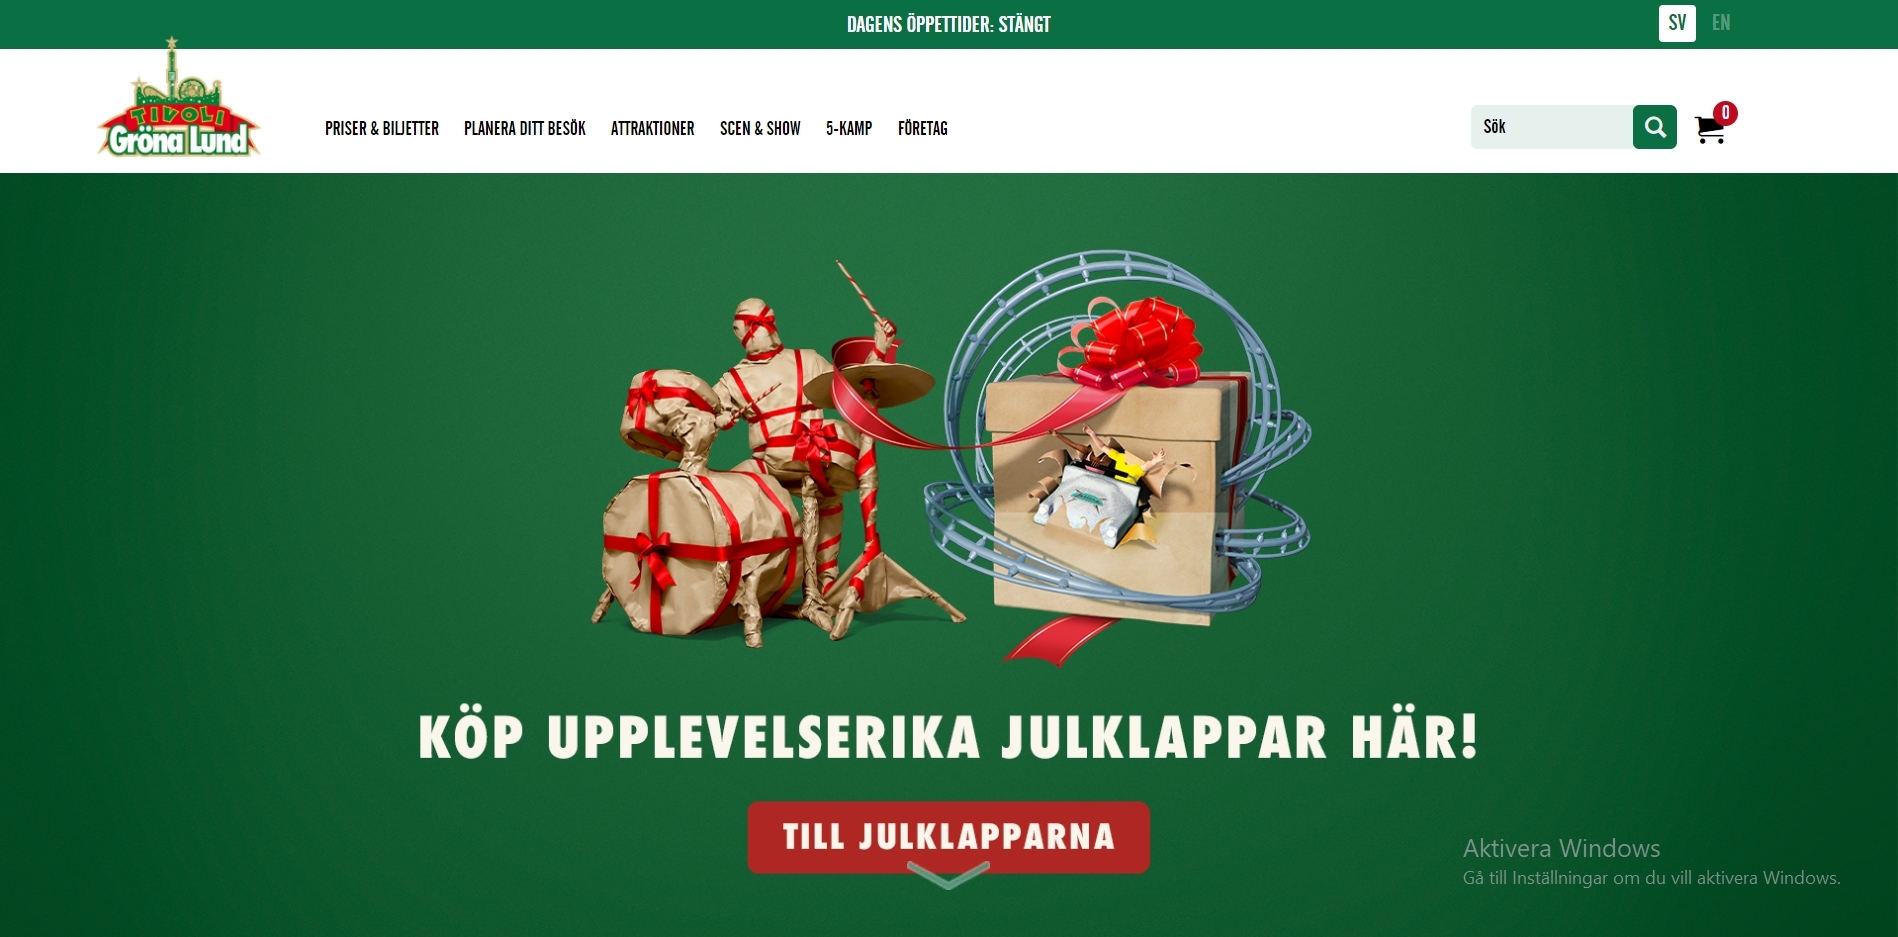 DAGENS ÖPPETTIDER: STÄNGT
SV
EN
TIVOLI
Gröna Lund
PRISER & BILJETTER
PLANERA DITT BESÖK
ATTRAKTIONER
SCEN & SHOW
5-KAMP
FÖRETAG
Sök
0
KÖP UPPLEVELSERIKA JULKLAPPAR HÄR!
TILL JULKLAPPARNA
Aktivera Windows
Gå till Inställningar om du vill aktivera Windows.